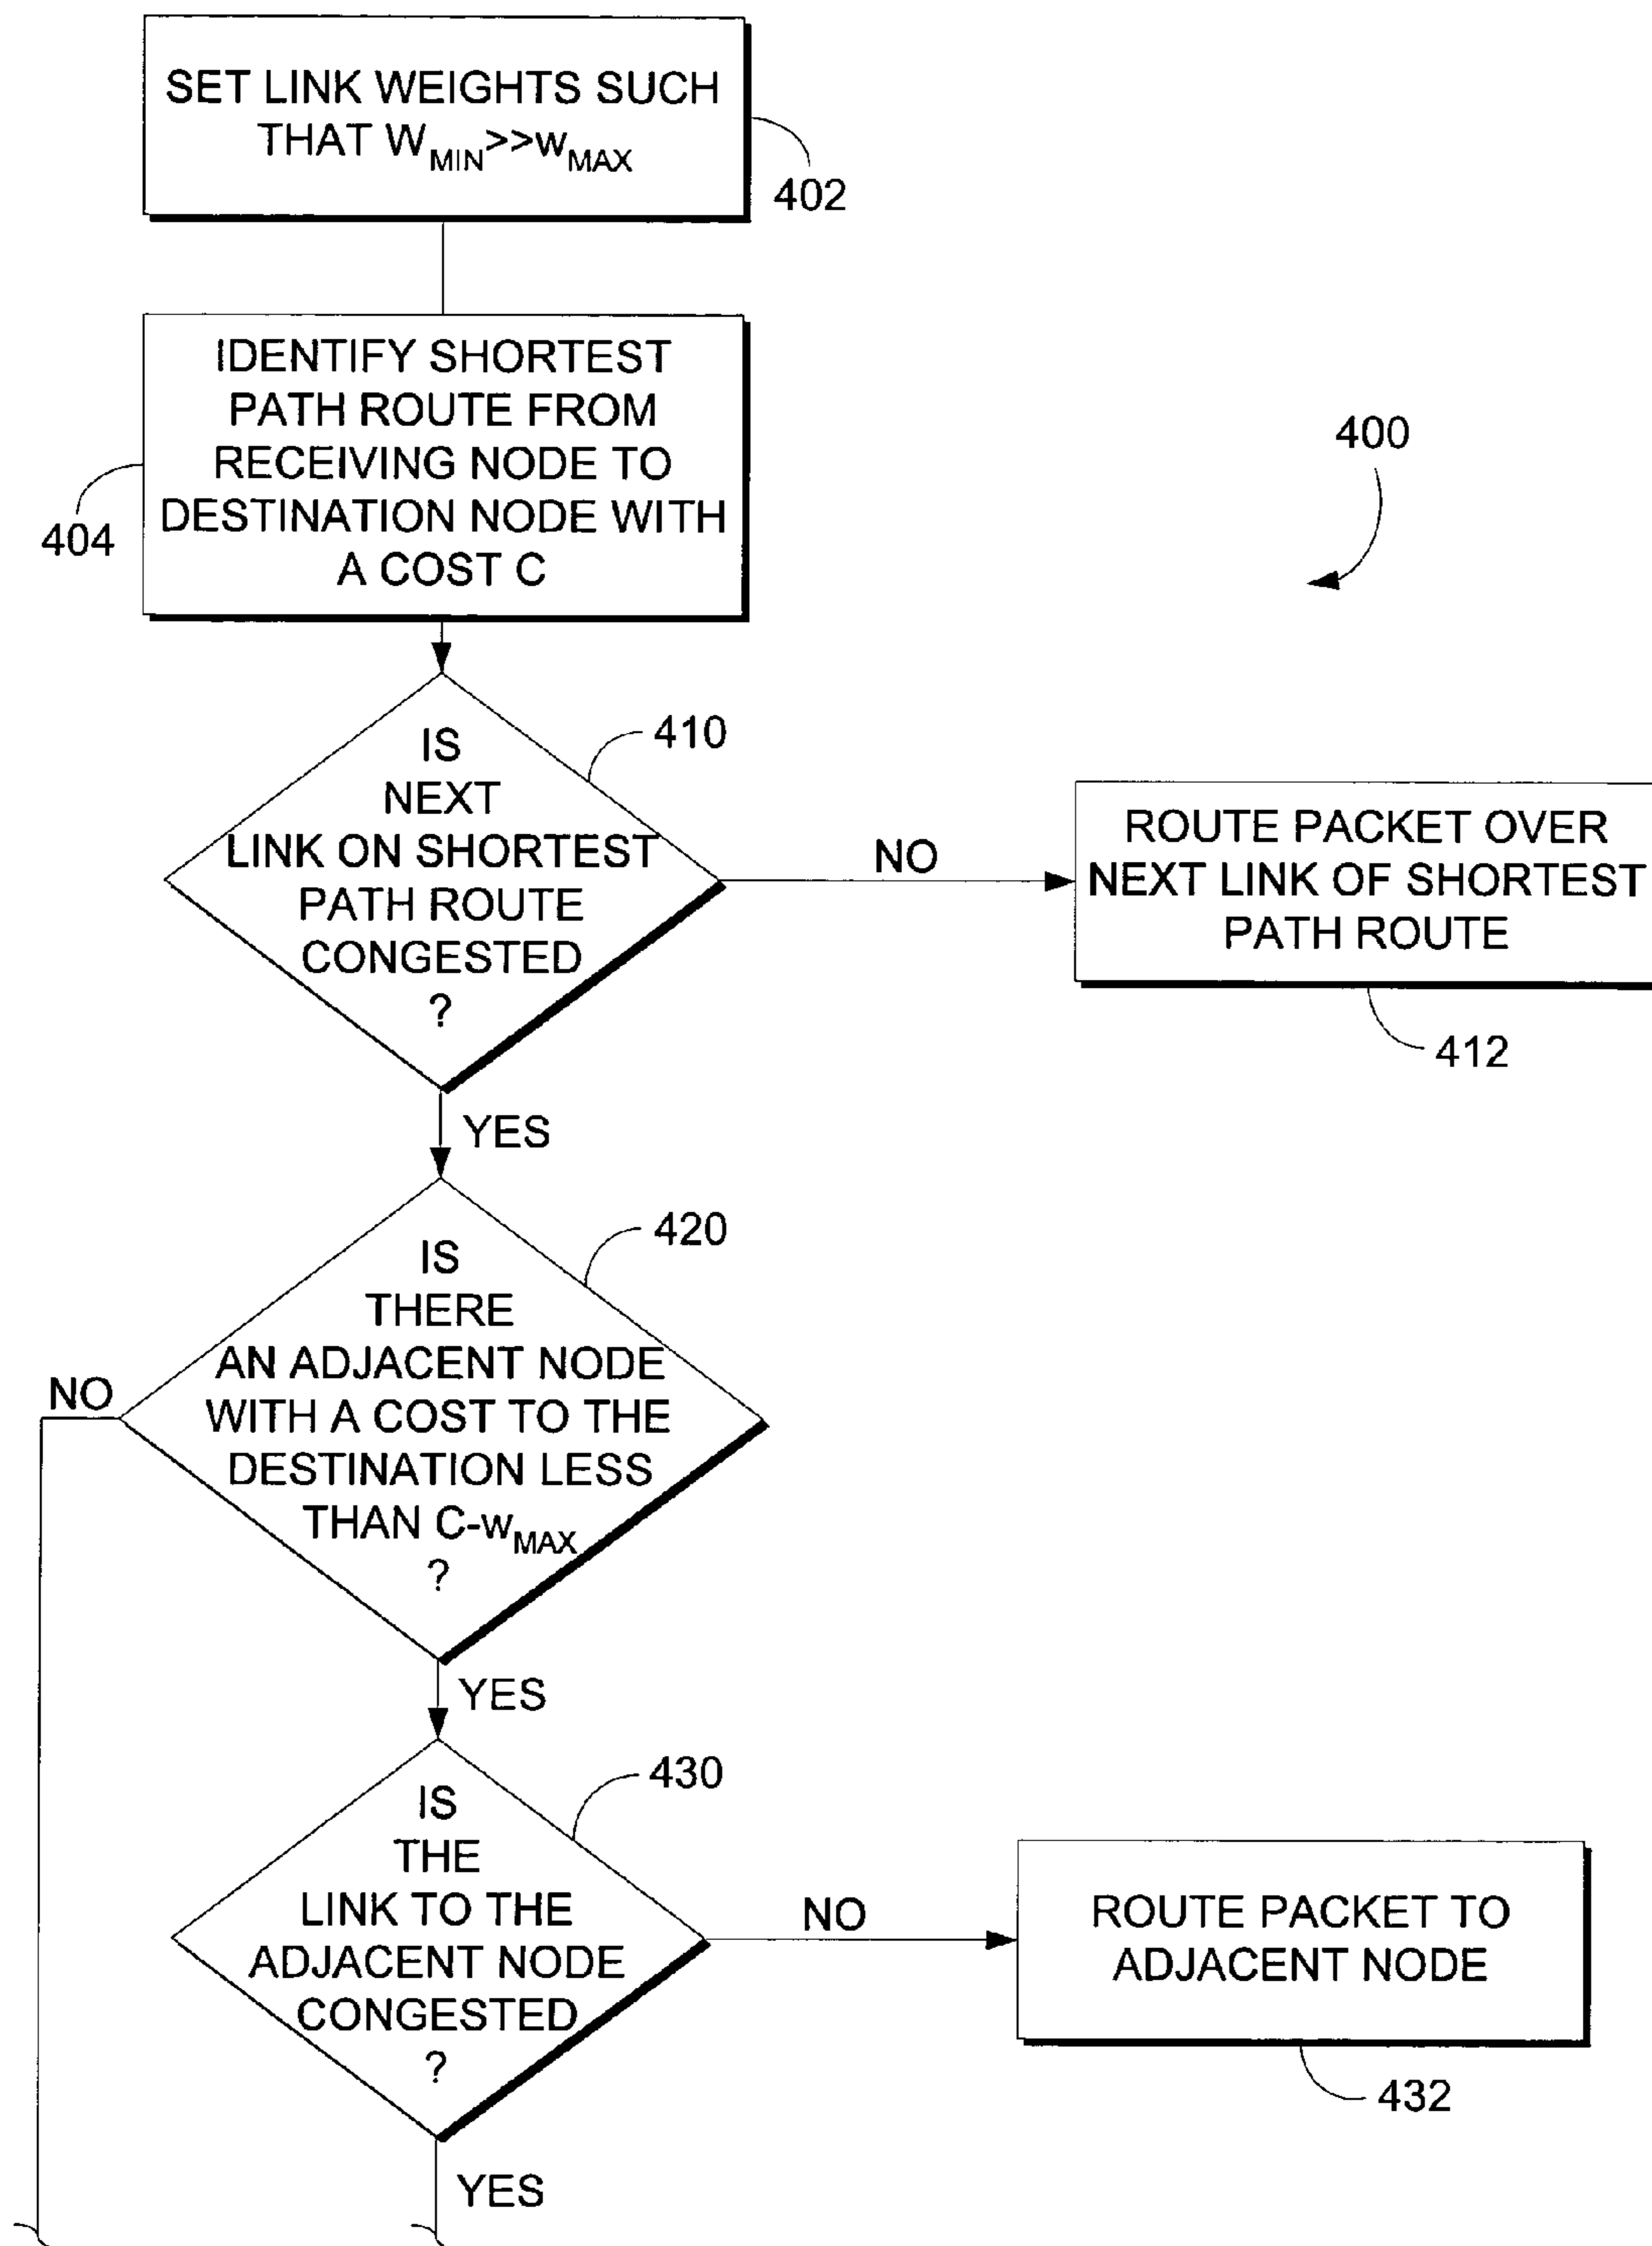 SET LINK WEIGHTS SUCH
THAT W MIN>>w MAX
402
IDENTIFY SHORTEST
PATH ROUTE FROM
RECEIVING NODE TO
DESTINATION NODE WITH
A COST C
404
400
IS
NEXT
LINK ON SHORTEST
PATH ROUTE
CONGESTED
?
410
NO
ROUTE PACKET OVER
NEXT LINK OF SHORTEST
PATH ROUTE
412
YES
IS
THERE
AN ADJACENT NODE
WITH A COST TO THE
DESTINATION LESS
THAN C-w MAX
?
420
NO
YES
IS
THE
LINK TO THE
ADJACENT NODE
CONGESTED
?
430
NO
ROUTE PACKET TO
ADJACENT NODE
432
YES